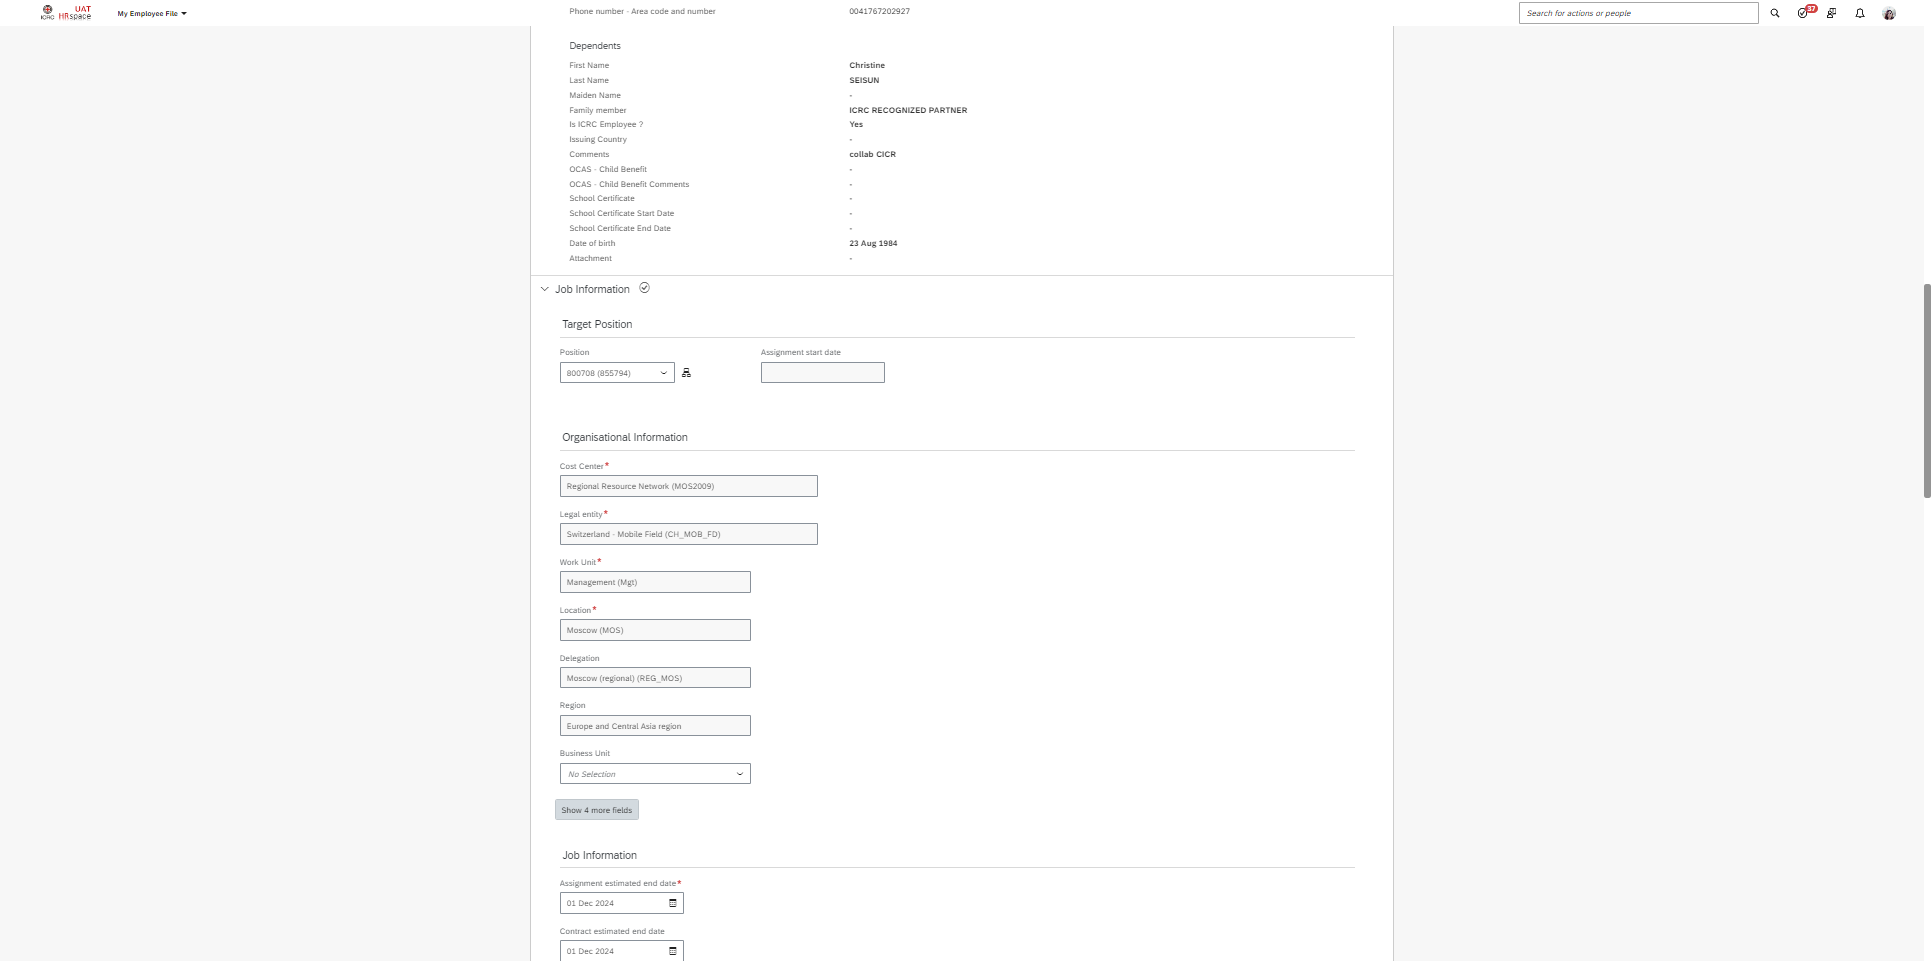 ICRC UAT HRspace
My Employee File
Phone number - Area code and number 0041767202927
Search for actions or people
37
Dependents
First Name Christine
Last Name SEISUN
Maiden Name -
Family member ICRC RECOGNIZED PARTNER
Is ICRC Employee ? Yes
Issuing Country -
Comments collab CICR
OCAS - Child Benefit -
OCAS - Child Benefit Comments -
School Certificate -
School Certificate Start Date -
School Certificate End Date -
Date of birth 23 Aug 1984
Attachment -
Job Information
Target Position
Position Assignment start date
800708 (855794)
Organisational Information
Cost Center*
Regional Resource Network (MOS2009)
Legal entity*
Switzerland - Mobile Field (CH_MOB_FD)
Work Unit*
Management (Mgt)
Location*
Moscow (MOS)
Delegation
Moscow (regional) (REG_MOS)
Region
Europe and Central Asia region
Business Unit
No Selection
Show 4 more fields
Job Information
Assignment estimated end date*
01 Dec 2024
Contract estimated end date
01 Dec 2024